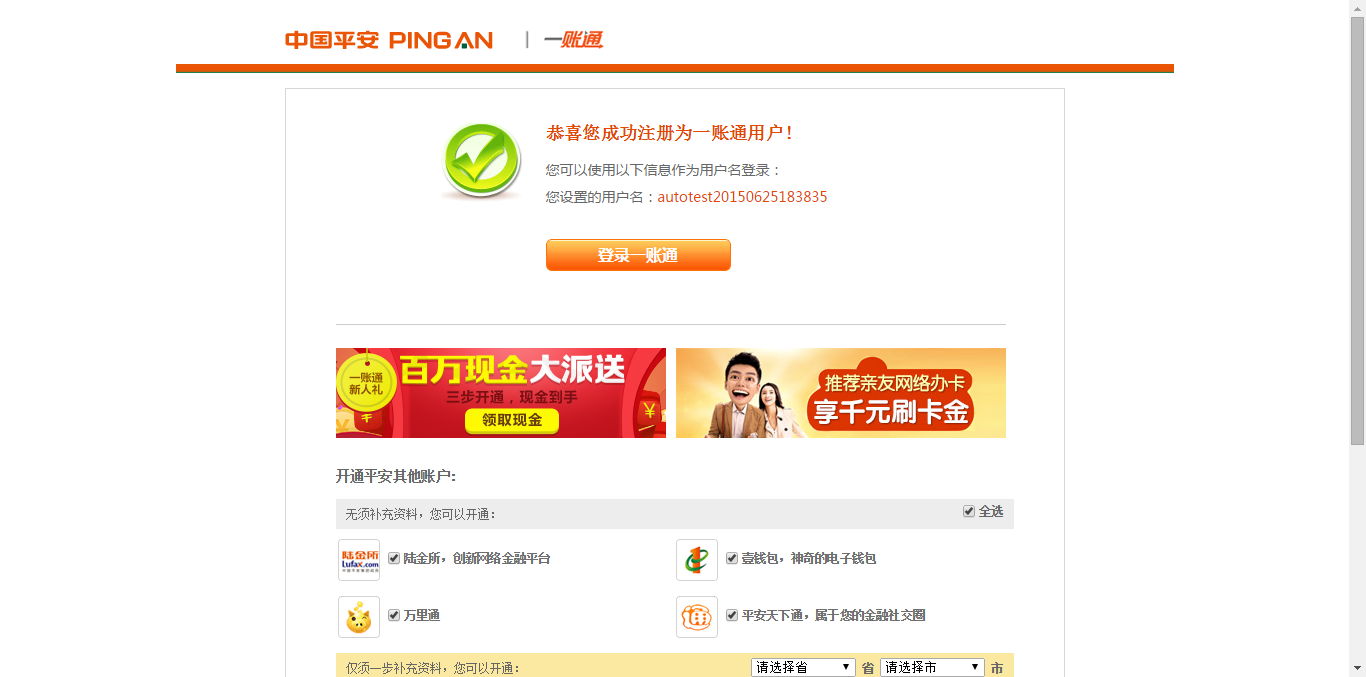 中国平安 PINGAN | 一账通
恭喜您成功注册为一账通用户!
您可以使用以下信息作为用户名登录：
您设置的用户名：autotest20150625183835
登录一账通
一账通
新人礼
百万现金大派送
三步开通，现金到手
领取现金
¥
推荐亲友网络办卡
享千元刷卡金
开通平安其他账户:
无须补充资料，您可以开通:
全选
陆金所
Lufax.com
陆金所，创新网络金融平台
壹钱包，神奇的电子钱包
万里通
平安天下通，属于您的金融社交圈
仅须一步补充资料，您可以开通:
请选择省 省 请选择市 市